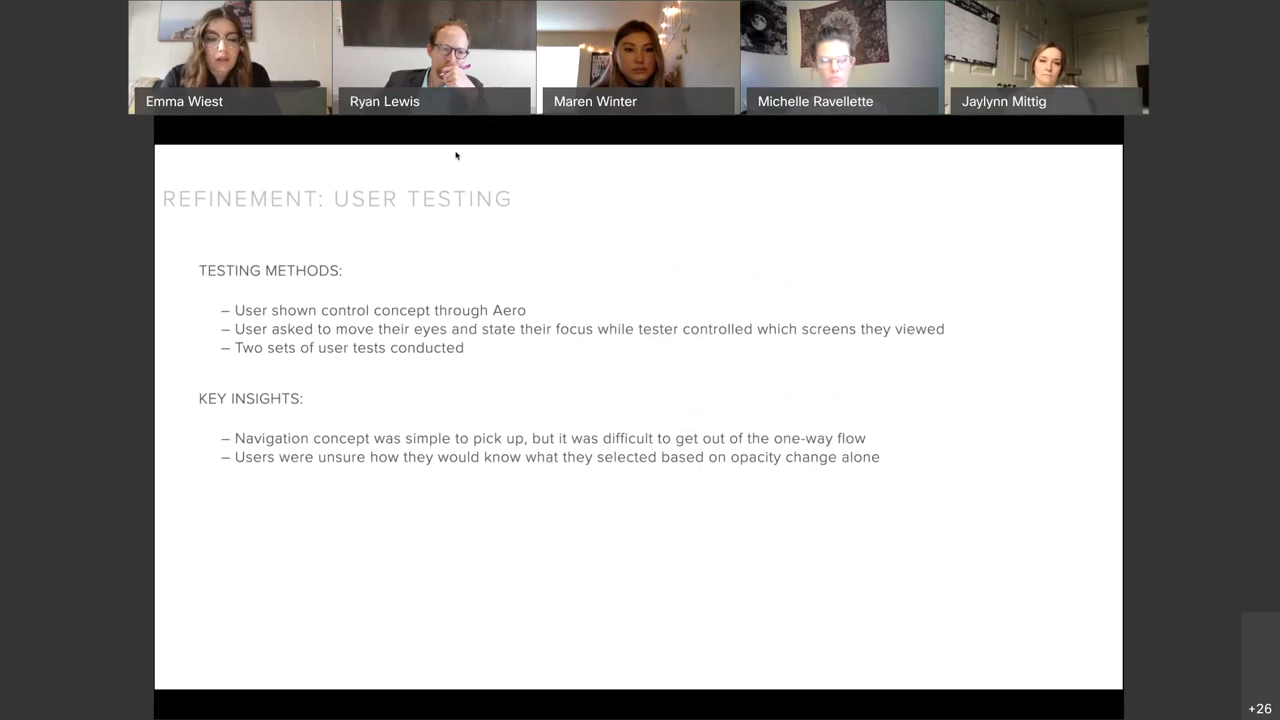 Emma Wiest
Ryan Lewis
Maren Winter
Michelle Ravellette
Jaylynn Mittig
REFINEMENT: USER TESTING
TESTING METHODS:
– User shown control concept through Aero
– User asked to move their eyes and state their focus while tester controlled which screens they viewed
– Two sets of user tests conducted
KEY INSIGHTS:
– Navigation concept was simple to pick up, but it was difficult to get out of the one-way flow
– Users were unsure how they would know what they selected based on opacity change alone
+26